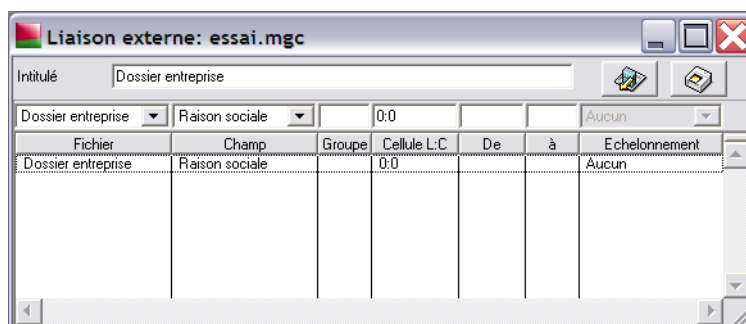 Liaison externe: essai.mgc
Intitulé Dossier entreprise
Dossier entreprise Raison sociale 0:0 Aucun
Fichier Champ Groupe Cellule L:C De à Echelonnement
Dossier entreprise Raison sociale 0:0 Aucun